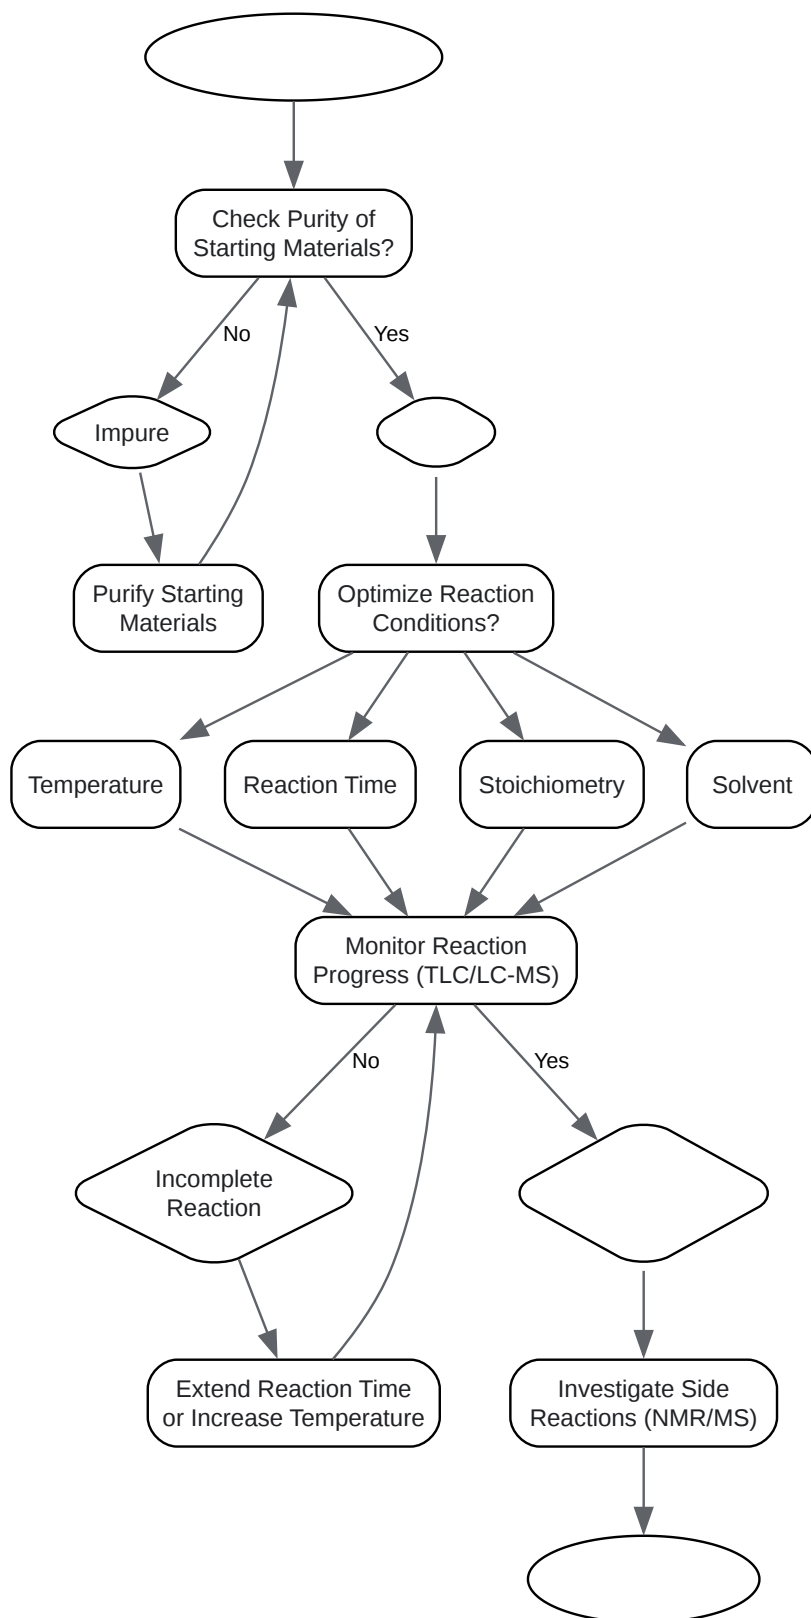 Check Purity of
Starting Materials?
No
Yes
Impure
Purify Starting
Materials
Optimize Reaction
Conditions?
Temperature
Reaction Time
Stoichiometry
Solvent
Monitor Reaction
Progress (TLC/LC-MS)
No
Yes
Incomplete
Reaction
Extend Reaction Time
or Increase Temperature
Investigate Side
Reactions (NMR/MS)